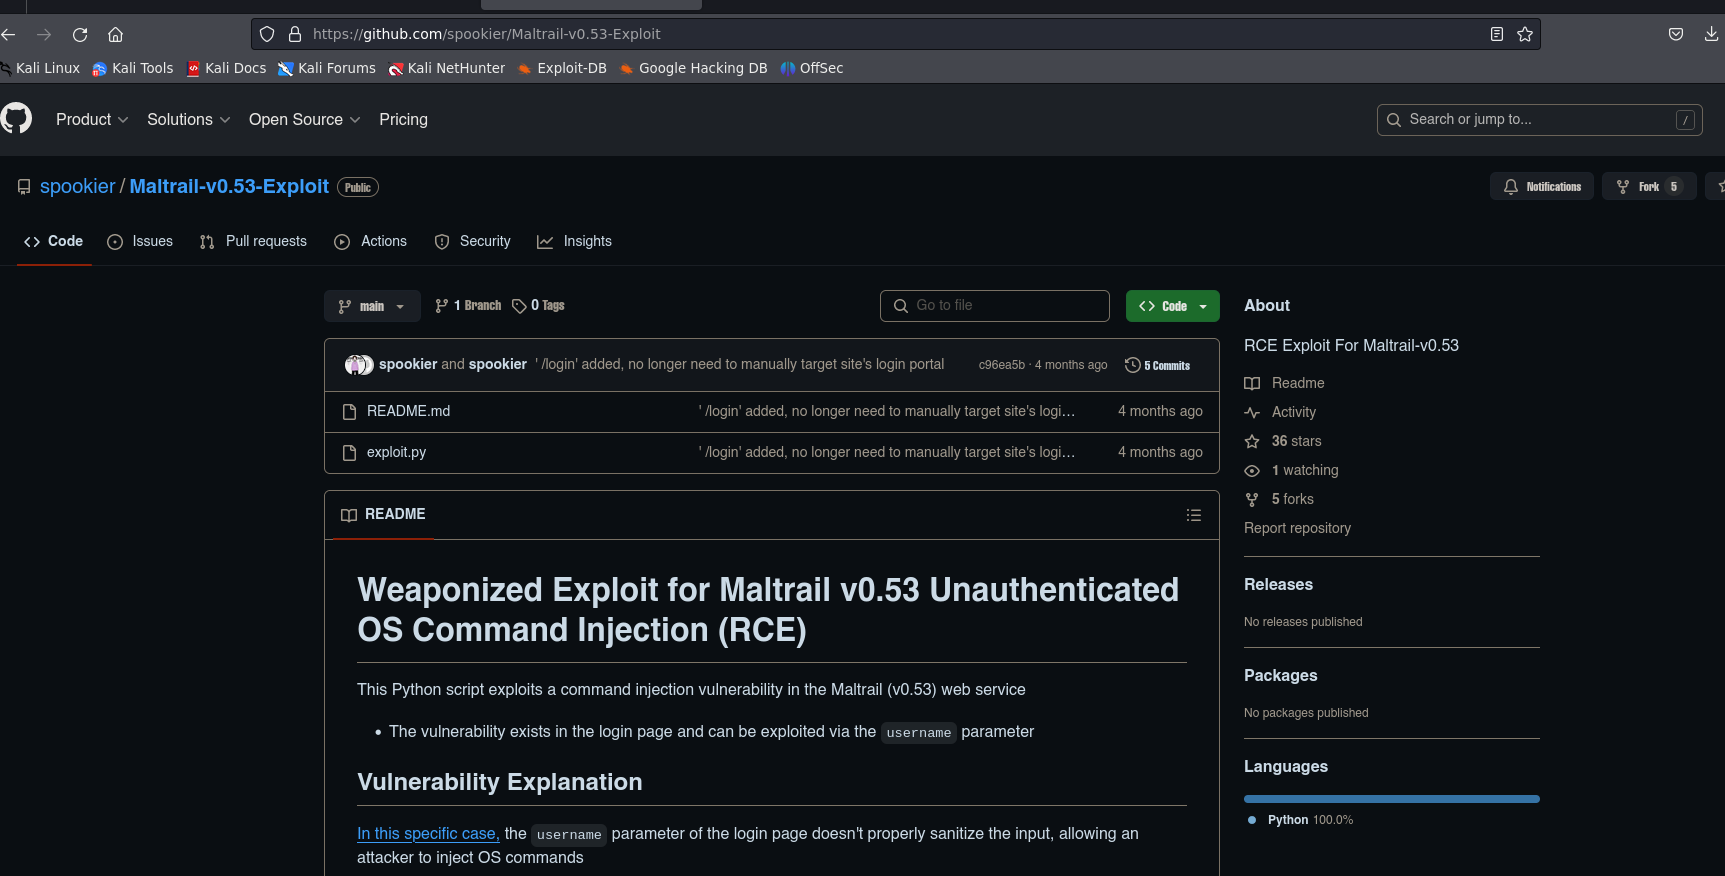 https://github.com/spookier/Maltrail-v0.53-Exploit
Kali Linux Kali Tools Kali Docs Kali Forums Kali NetHunter Exploit-DB Google Hacking DB OffSec
Product Solutions Open Source Pricing Search or jump to... /
spookier / Maltrail-v0.53-Exploit Public Notifications Fork 5
Code Issues Pull requests Actions Security Insights
main 1 Branch 0 Tags Go to file Code
spookier and spookier ' /login' added, no longer need to manually target site's login portal c96ea5b · 4 months ago 5 Commits
README.md ' /login' added, no longer need to manually target site's logi... 4 months ago
exploit.py ' /login' added, no longer need to manually target site's logi... 4 months ago
README
Weaponized Exploit for Maltrail v0.53 Unauthenticated
OS Command Injection (RCE)
This Python script exploits a command injection vulnerability in the Maltrail (v0.53) web service
• The vulnerability exists in the login page and can be exploited via the username parameter
Vulnerability Explanation
In this specific case, the username parameter of the login page doesn't properly sanitize the input, allowing an
attacker to inject OS commands
About
RCE Exploit For Maltrail-v0.53
Readme
Activity
36 stars
1 watching
5 forks
Report repository
Releases
No releases published
Packages
No packages published
Languages
Python 100.0%